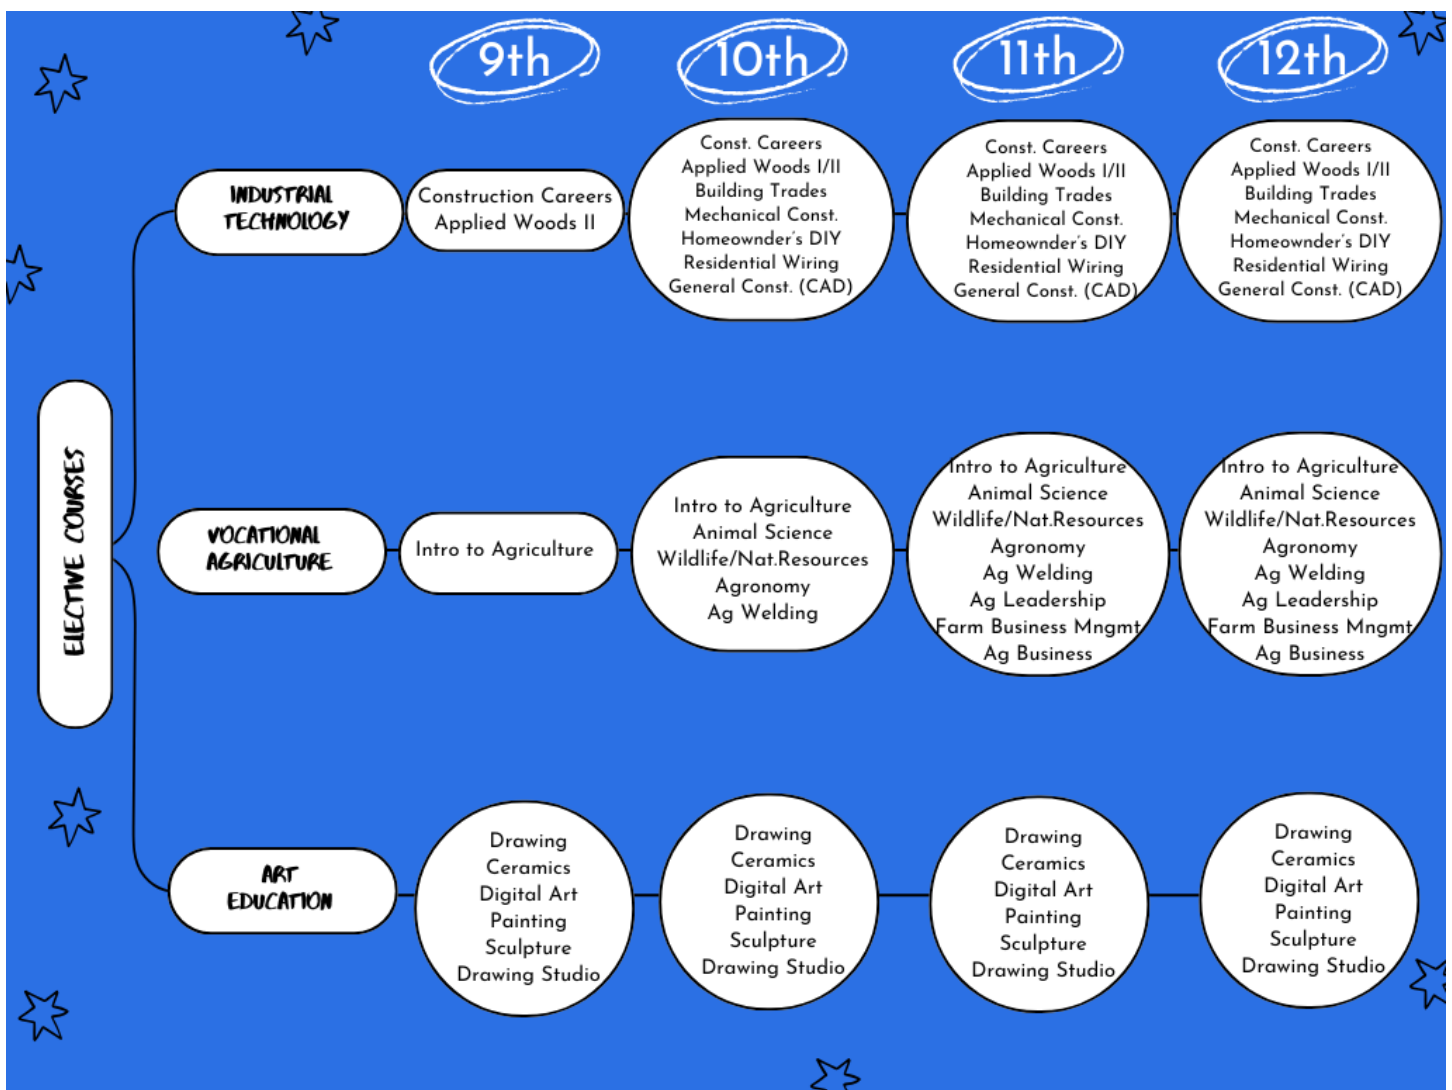 9th
10th
11th
12th
ELECTIVE COURSES
INDUSTRIAL
TECHNOLOGY
Construction Careers
Applied Woods II
Const. Careers
Applied Woods I/II
Building Trades
Mechanical Const.
Homeownder's DIY
Residential Wiring
General Const. (CAD)
Const. Careers
Applied Woods I/II
Building Trades
Mechanical Const.
Homeownder's DIY
Residential Wiring
General Const. (CAD)
Const. Careers
Applied Woods I/II
Building Trades
Mechanical Const.
Homeownder's DIY
Residential Wiring
General Const. (CAD)
VOCATIONAL
AGRICULTURE
Intro to Agriculture
Intro to Agriculture
Animal Science
Wildlife/Nat.Resources
Agronomy
Ag Welding
Intro to Agriculture
Animal Science
Wildlife/Nat.Resources
Agronomy
Ag Welding
Ag Leadership
Farm Business Mngmt
Ag Business
Intro to Agriculture
Animal Science
Wildlife/Nat.Resources
Agronomy
Ag Welding
Ag Leadership
Farm Business Mngmt
Ag Business
ART
EDUCATION
Drawing
Ceramics
Digital Art
Painting
Sculpture
Drawing Studio
Drawing
Ceramics
Digital Art
Painting
Sculpture
Drawing Studio
Drawing
Ceramics
Digital Art
Painting
Sculpture
Drawing Studio
Drawing
Ceramics
Digital Art
Painting
Sculpture
Drawing Studio